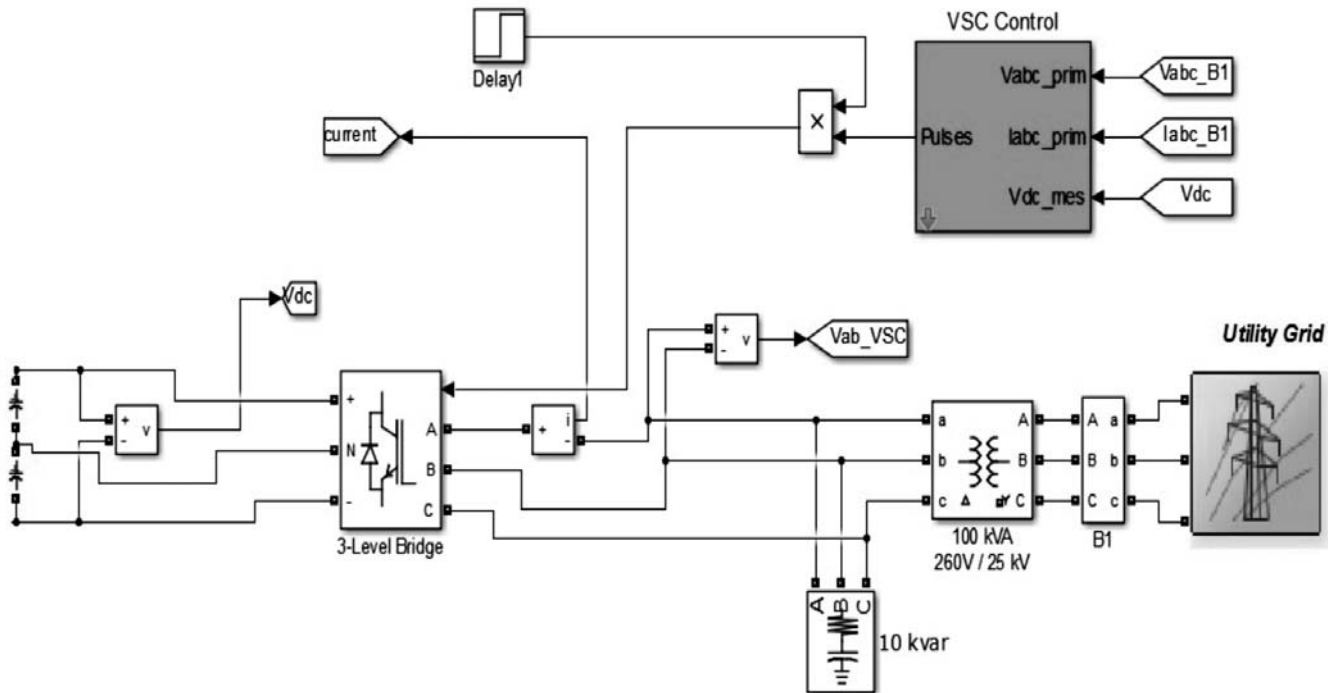 VSC Control
Delay1
Vabc_prim
Vabc_B1
current
X
Pulses
Iabc_prim
Iabc_B1
Vdc_mes
Vdc
Vdc
+
-
v
Vab_VSC
Utility Grid
+
-
v
+
N
-
A
B
C
+
i
-
a
b
c
A
B
C
Δ
Y
A
B
C
a
b
c
3-Level Bridge
100 kVA
260V / 25 kV
B1
A
B
C
10 kvar